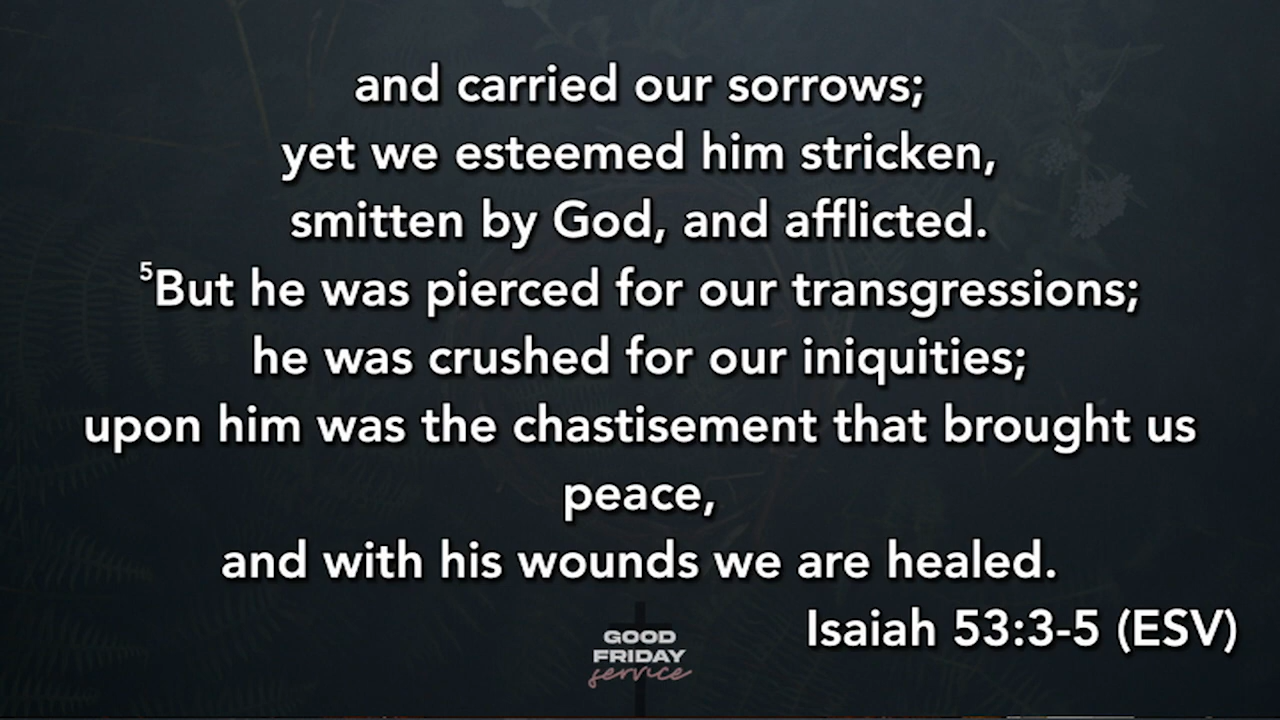 and carried our sorrows;
yet we esteemed him stricken,
smitten by God, and afflicted.
⁵But he was pierced for our transgressions;
he was crushed for our iniquities;
upon him was the chastisement that brought us
peace,
and with his wounds we are healed.
Isaiah 53:3-5 (ESV)
GOOD
FRIDAY
service